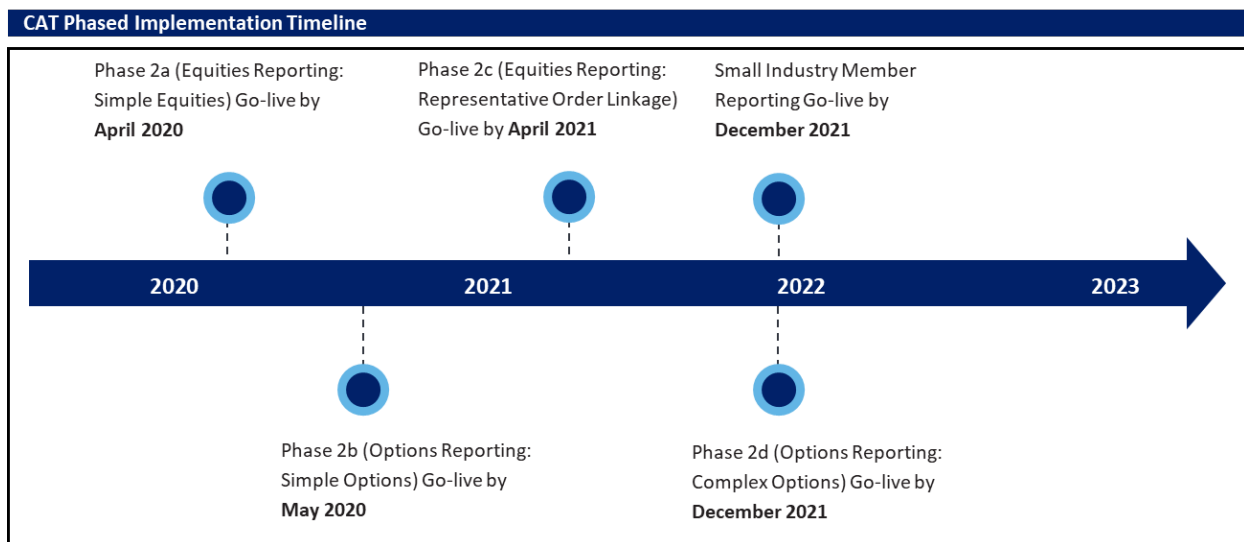 CAT Phased Implementation Timeline
Phase 2a (Equities Reporting:
Simple Equities) Go-live by
April 2020
Phase 2c (Equities Reporting:
Representative Order Linkage)
Go-live by April 2021
Small Industry Member
Reporting Go-live by
December 2021
2020
2021
2022
2023
Phase 2b (Options Reporting:
Simple Options) Go-live by
May 2020
Phase 2d (Options Reporting:
Complex Options) Go-live by
December 2021